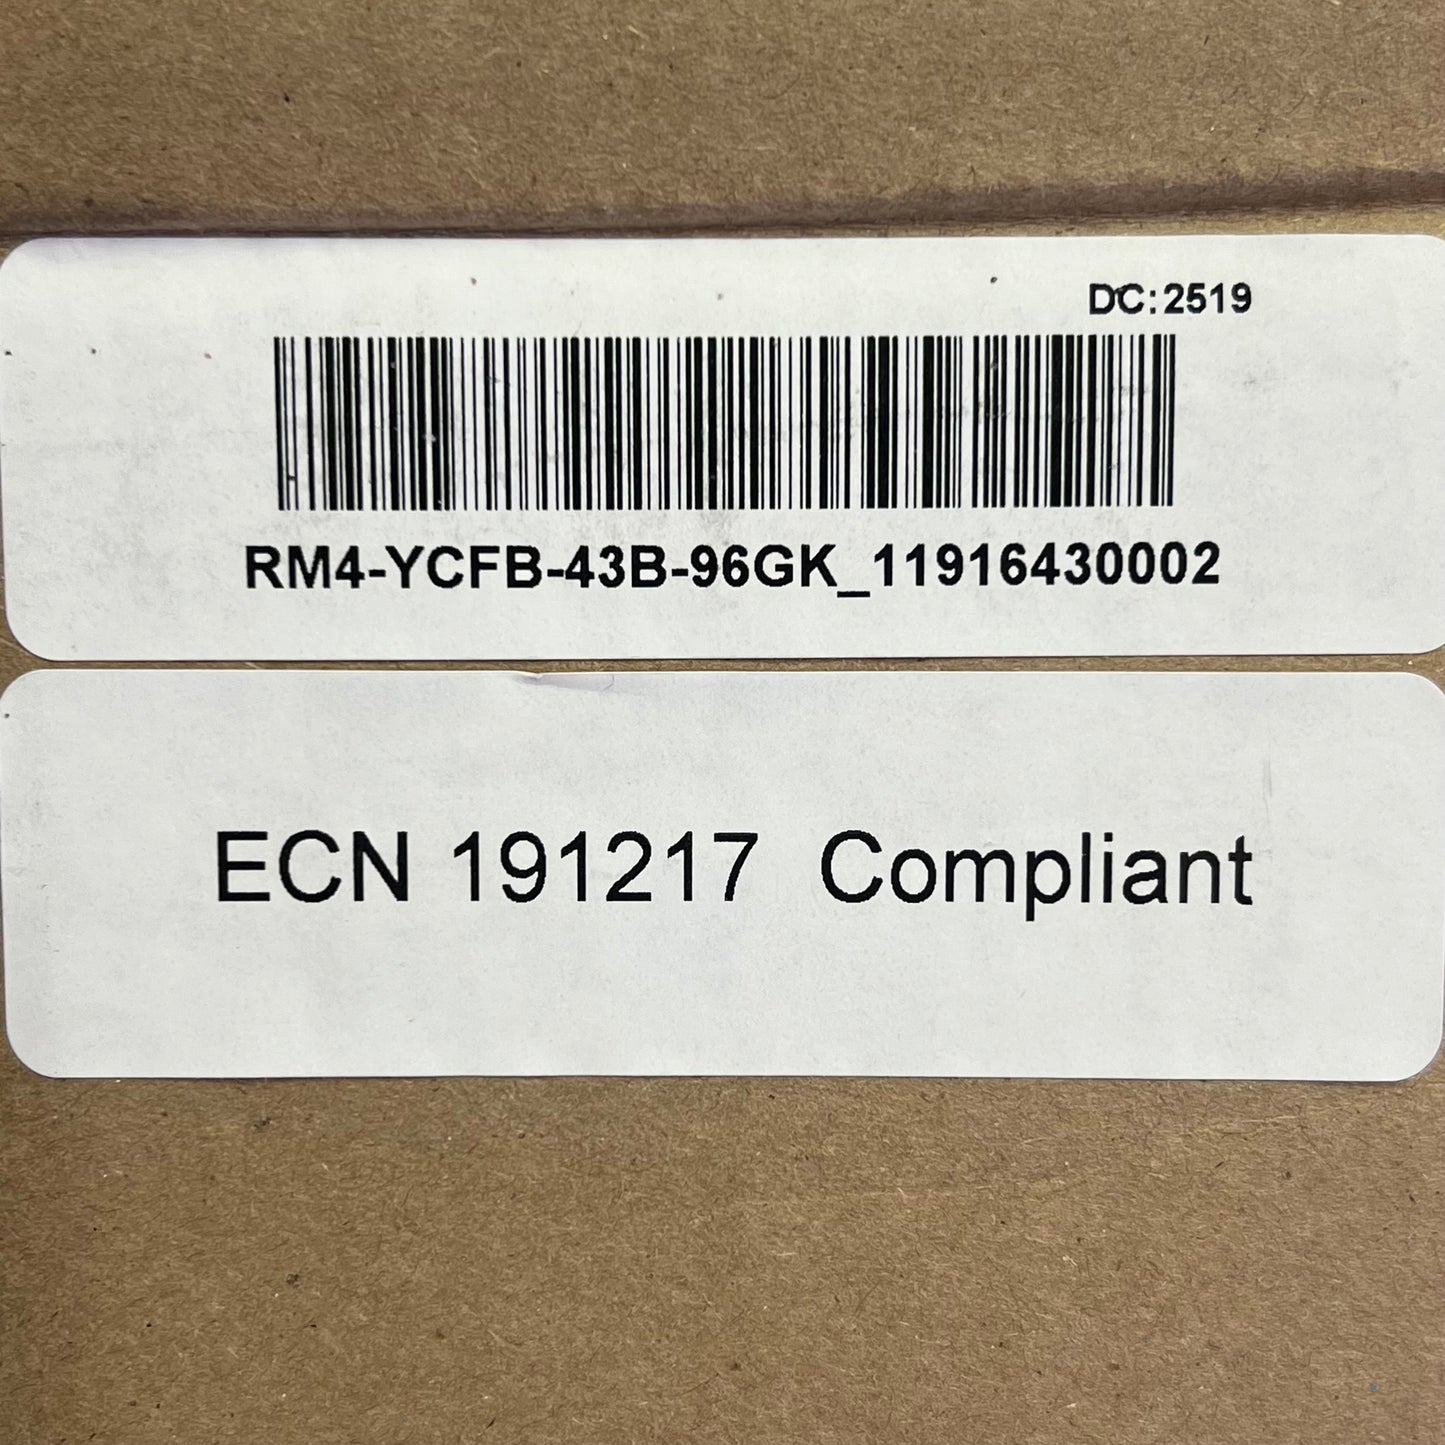 DC:2519
RM4-YCFB-43B-96GK_11916430002
ECN 191217 Compliant